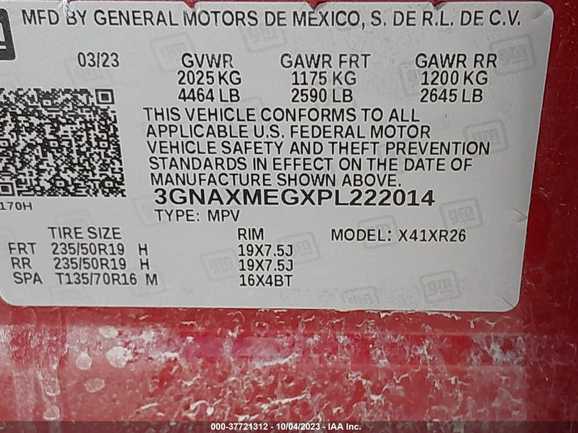 MFD BY GENERAL MOTORS DE MEXICO, S. DE R.L. DE C.V.
03/23 GVWR GAWR FRT GAWR RR
2025 KG 1175 KG 1200 KG
4464 LB 2590 LB 2645 LB
THIS VEHICLE CONFORMS TO ALL
APPLICABLE U.S. FEDERAL MOTOR
VEHICLE SAFETY AND THEFT PREVENTION
STANDARDS IN EFFECT ON THE DATE OF
MANUFACTURE SHOWN ABOVE.
170H 3GNAXMEGXPL222014
TYPE: MPV
TIRE SIZE RIM MODEL: X41XR26
FRT 235/50R19 H 19X7.5J
RR 235/50R19 H 19X7.5J
SPA T135/70R16 M 16X4BT
000-37721312 - 10/04/2023 - IAA Inc.